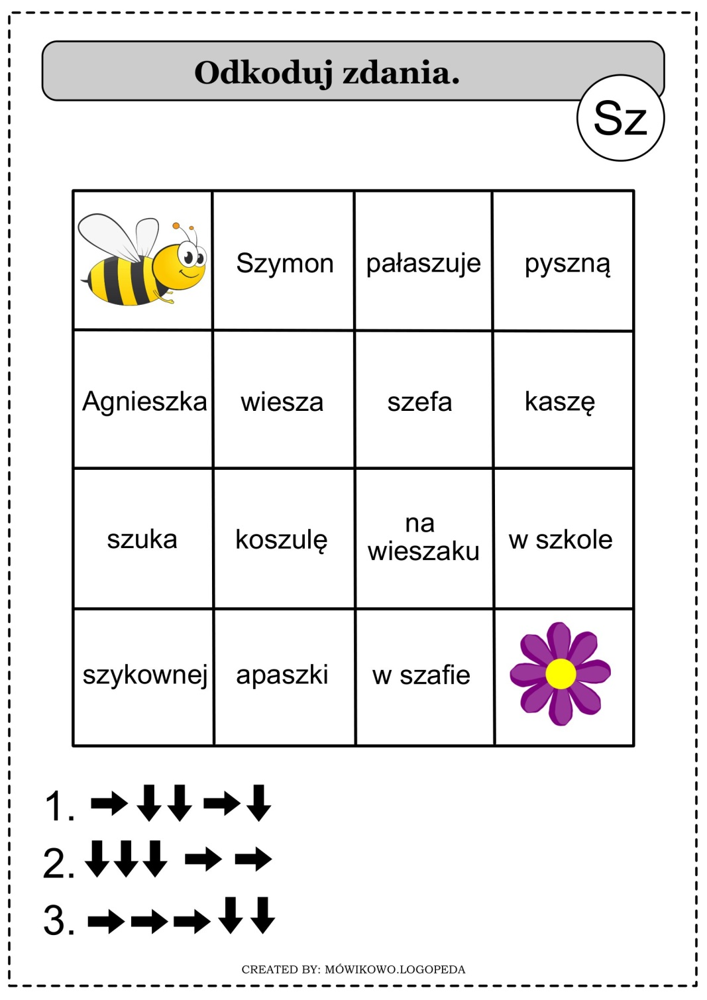 Odkoduj zdania.
Sz
Szymon pałaszuje pyszną
Agnieszka wiesza szefa kaszę
szuka koszulę na wieszaku w szkole
szykownej apaszki w szafie
1.
2.
3.
CREATED BY: MÓWIKOWO.LOGOPEDA